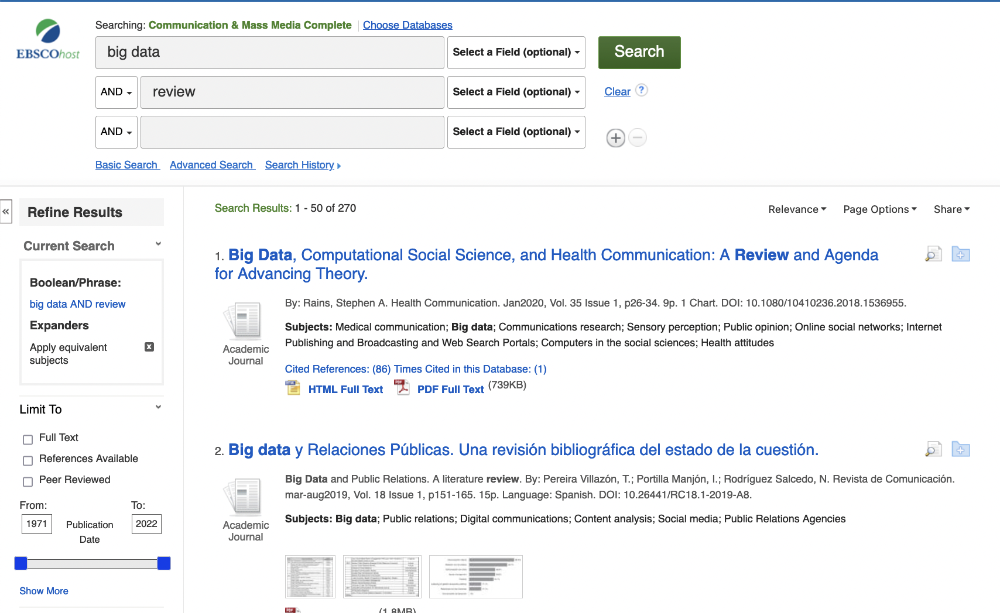 EBSCOhost
Searching: Communication & Mass Media Complete Choose Databases
big data Select a Field (optional) Search
AND review Select a Field (optional) Clear ?
AND Select a Field (optional)
Basic Search Advanced Search Search History
« Refine Results
Current Search
Boolean/Phrase:
big data AND review
Expanders
Apply equivalent
subjects
Limit To
Full Text
References Available
Peer Reviewed
From: To:
1971 Publication 2022
Date
Show More
Search Results: 1 - 50 of 270 Relevance Page Options Share
1. Big Data, Computational Social Science, and Health Communication: A Review and Agenda
for Advancing Theory.
Academic
Journal
By: Rains, Stephen A. Health Communication. Jan2020, Vol. 35 Issue 1, p26-34. 9p. 1 Chart. DOI: 10.1080/10410236.2018.1536955.
Subjects: Medical communication; Big data; Communications research; Sensory perception; Public opinion; Online social networks; Internet
Publishing and Broadcasting and Web Search Portals; Computers in the social sciences; Health attitudes
Cited References: (86) Times Cited in this Database: (1)
HTML Full Text PDF PDF Full Text (739KB)
2. Big data y Relaciones Públicas. Una revisión bibliográfica del estado de la cuestión.
Academic
Journal
Big Data and Public Relations. A literature review. By: Pereira Villazón, T.; Portilla Manjón, I.; Rodríguez Salcedo, N. Revista de Comunicación.
mar-aug2019, Vol. 18 Issue 1, p151-165. 15p. Language: Spanish. DOI: 10.26441/RC18.1-2019-A8.
Subjects: Big data; Public relations; Digital communications; Content analysis; Social media; Public Relations Agencies
PDF (1.8MB)